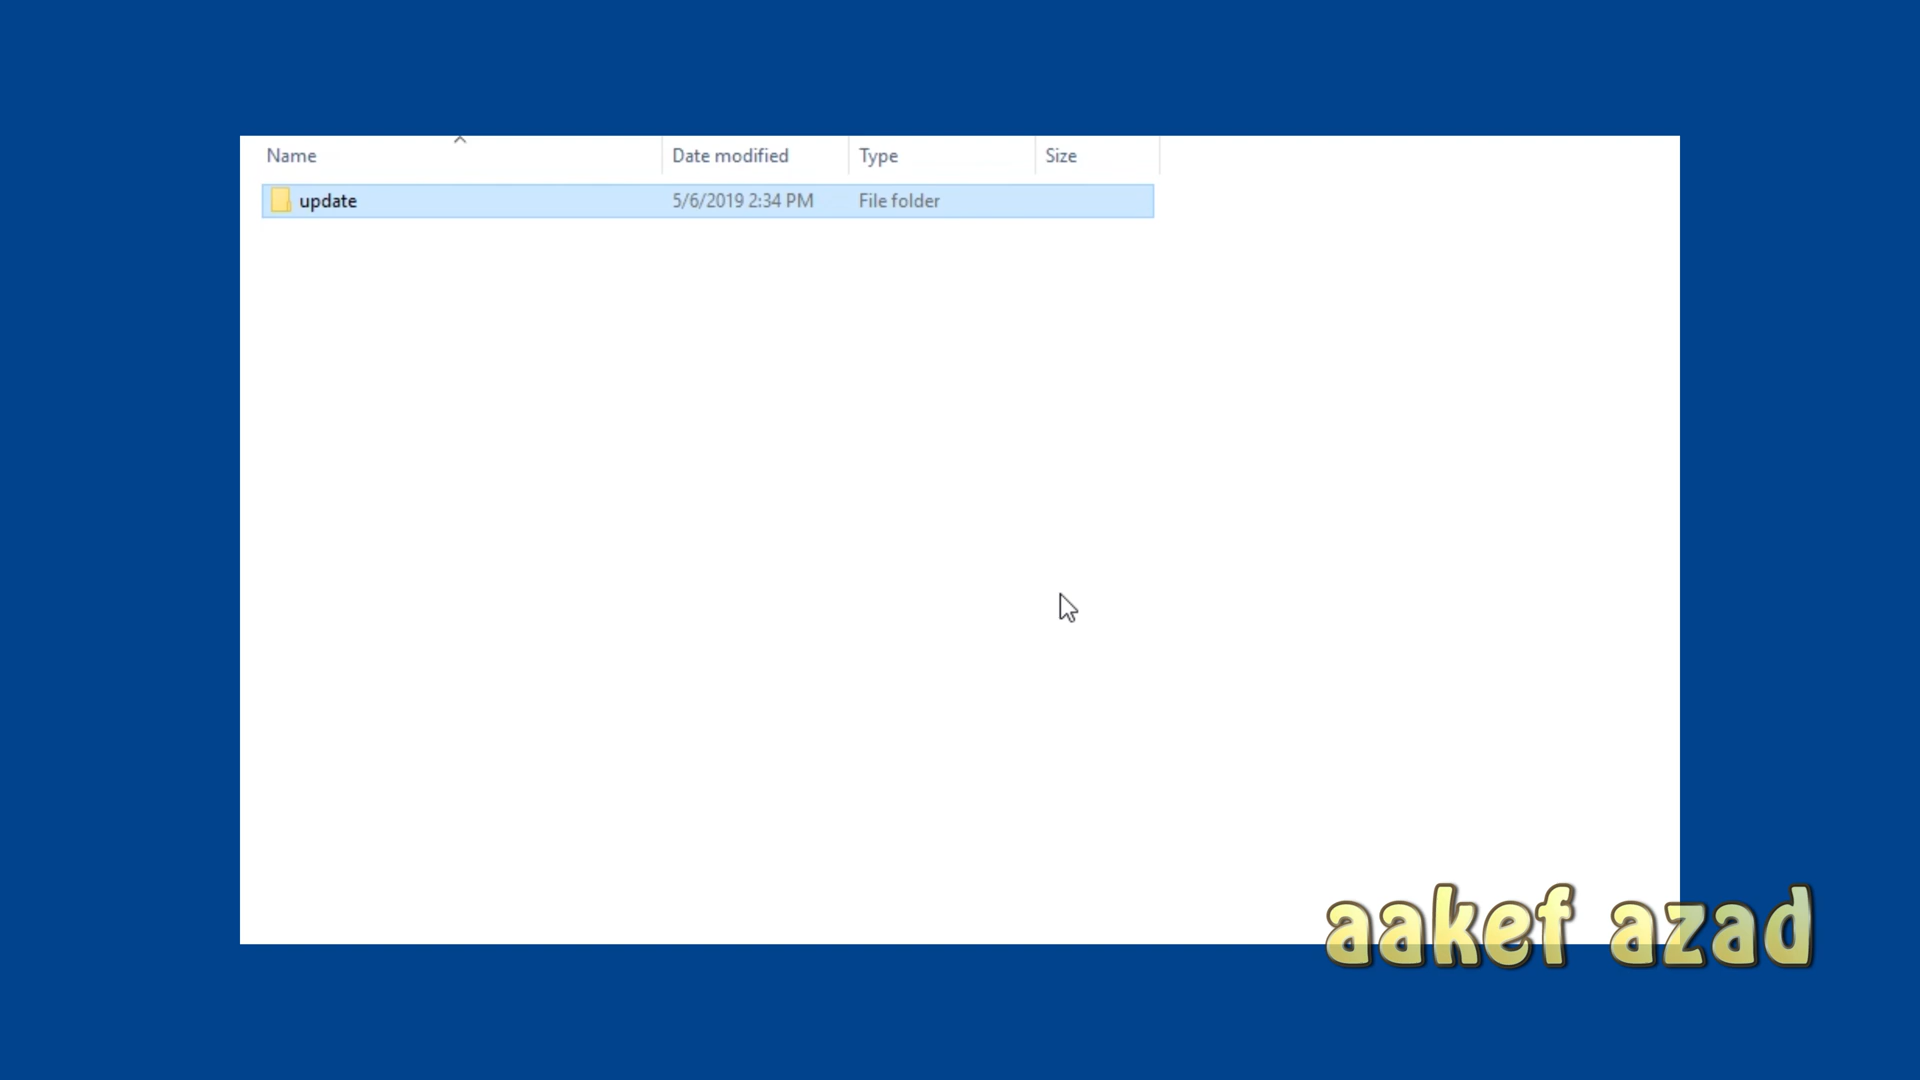 Name Date modified Type Size
update 5/6/2019 2:34 PM File folder
aakef azad